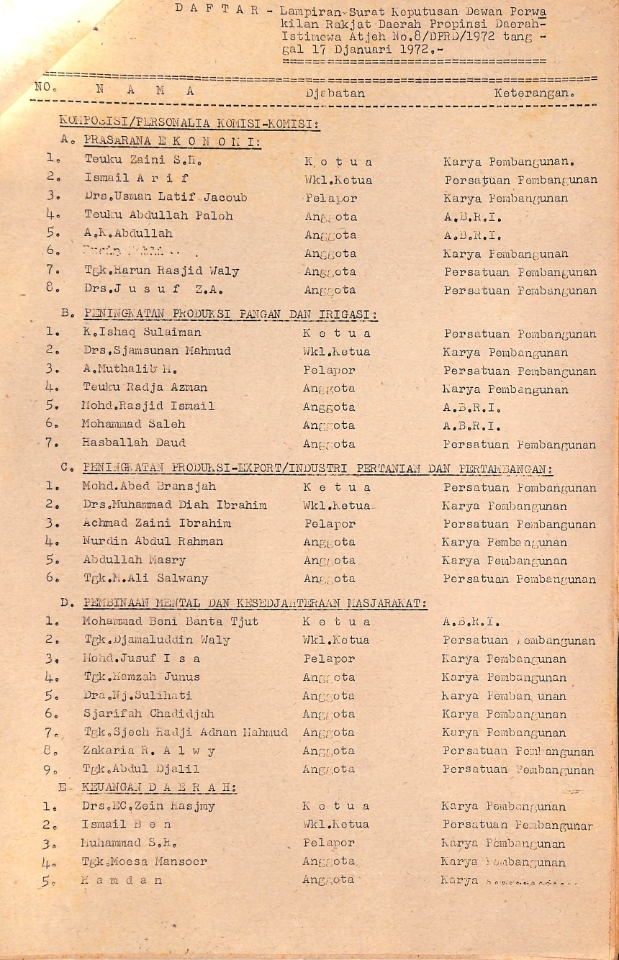 D A F T A R - Lampiran Surat Keputusan Dewan Perwa
kilan Rakjat Daerah Propinsi Daerah-
Istimewa Atjeh No.8/DPRD/1972 tang -
gal 17 Djanuari 1972.-
NO. N A M A Djabatan Keterangan.
KOMPOSISI/PERSONALIA KOMISI-KOMISI:
A. PRASARANA E K O N O M I:
1. Teuku Zaini S.H. K e t u a Karya Pembangunan.
2. Ismail A r i f Wkl.Ketua Persatuan Pembangunan
3. Drs.Usman Latif Jacoub Pelapor Karya Pembangunan
4. Teuku Abdullah Paloh Anggota A.B.R.I.
5. A.K.Abdullah Anggota A.B.R.I.
6. Anggota Karya Pembangunan
7. Tgk.Harun Rasjid Waly Anggota Persatuan Pembangunan
8. Drs.J u s u f Z.A. Anggota Persatuan Pembangunan
B. PENINGKATAN PRODUKSI PANGAN DAN IRIGASI:
1. K.Ishaq Sulaiman K e t u a Persatuan Pembangunan
2. Drs.Sjamsunan Mahmud Wkl.Ketua Karya Pembangunan
3. A.Muthalib M. Pelapor Persatuan Pembangunan
4. Teuku Radja Azman Anggota Karya Pembangunan
5. Mohd.Rasjid Ismail Anggota A.B.R.I.
6. Mohammad Saleh Anggota A.B.R.I.
7. Hasballah Daud Anggota Persatuan Pembangunan
C. PENINGKATAN PRODUKSI-EXPORT/INDUSTRI PERTANIAN DAN PERTAMBANGAN:
1. Mohd.Abed Bransjah K e t u a Persatuan Pembangunan
2. Drs.Muhammad Diah Ibrahim Wkl.Ketua Karya Pembangunan
3. Achmad Zaini Ibrahim Pelapor Persatuan Pembangunan
4. Nurdin Abdul Rahman Anggota Karya Pembangunan
5. Abdullah Masry Anggota Karya Pembangunan
6. Tgk.M.Ali Salwany Anggota Persatuan Pembangunan
D. PEMBINAAN MENTAL DAN KESEDJAHTERAAN MASJARAKAT:
1. Mohammad Beni Banta Tjut K e t u a A.B.R.I.
2. Tgk.Djamaluddin Waly Wkl.Ketua Persatuan Pembangunan
3. Mohd.Jusuf I s a Pelapor Karya Pembangunan
4. Tgk.Hamzah Junus Anggota Karya Pembangunan
5. Dra.Nj.Sulihati Anggota Karya Pembangunan
6. Sjarifah Chadidjah Anggota Karya Pembangunan
7. Tgk.Sjech Radji Adnan Mahmud Anggota Karya Pembangunan
8. Zakaria R. A l w y Anggota Persatuan Pembangunan
9. Tgk.Abdul Djalil Anggota Persatuan Pembangunan
E. KEUANGAN D A E R A H:
1. Drs.HC.Zein Hasjmy K e t u a Karya Pembangunan
2. Ismail B e n Wkl.Ketua Persatuan Pembangunan
3. Muhammad S.H. Pelapor Karya Pembangunan
4. Tgk.Moesa Mansoer Anggota Karya Pembangunan
5. H a m d a n Anggota Karya